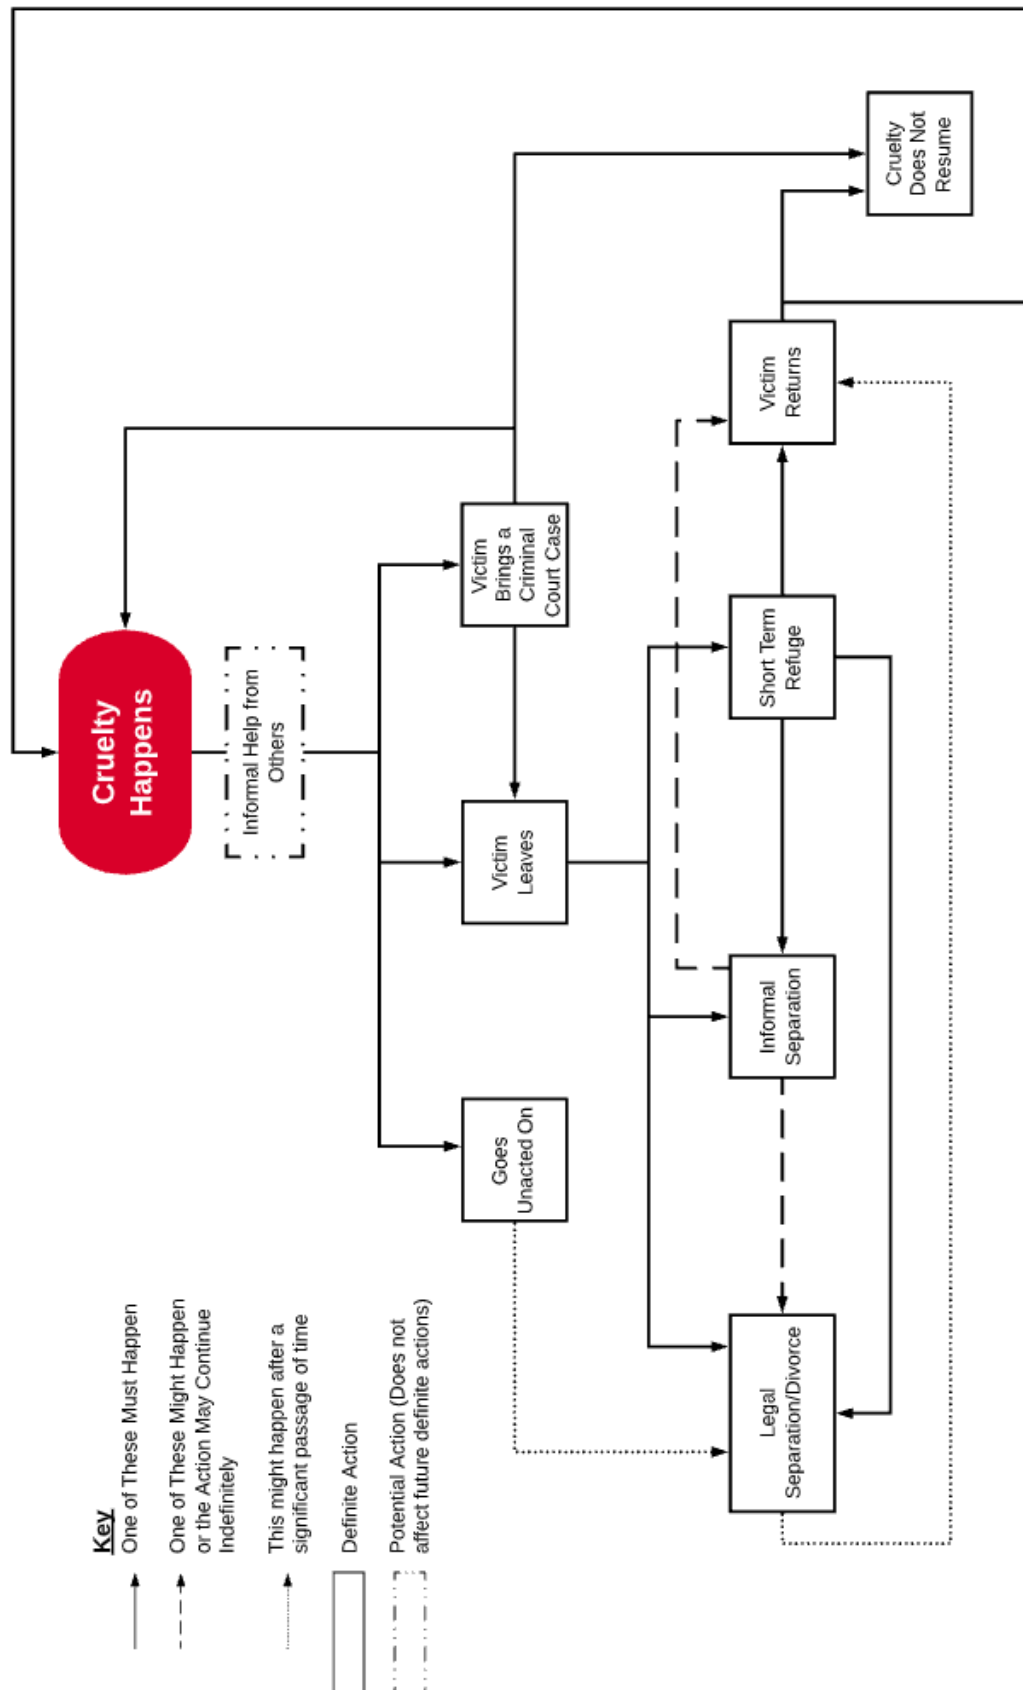 Key
One of These Must Happen
One of These Might Happen
or the Action May Continue
Indefinitely
This might happen after a
significant passage of time
Definite Action
Potential Action (Does not
affect future definite actions)
Cruelty
Happens
Informal Help from
Others
Goes
Unacted On
Victim
Leaves
Victim
Brings a
Criminal
Court Case
Legal
Separation/Divorce
Informal
Separation
Short Term
Refuge
Victim
Returns
Cruelty
Does Not
Resume